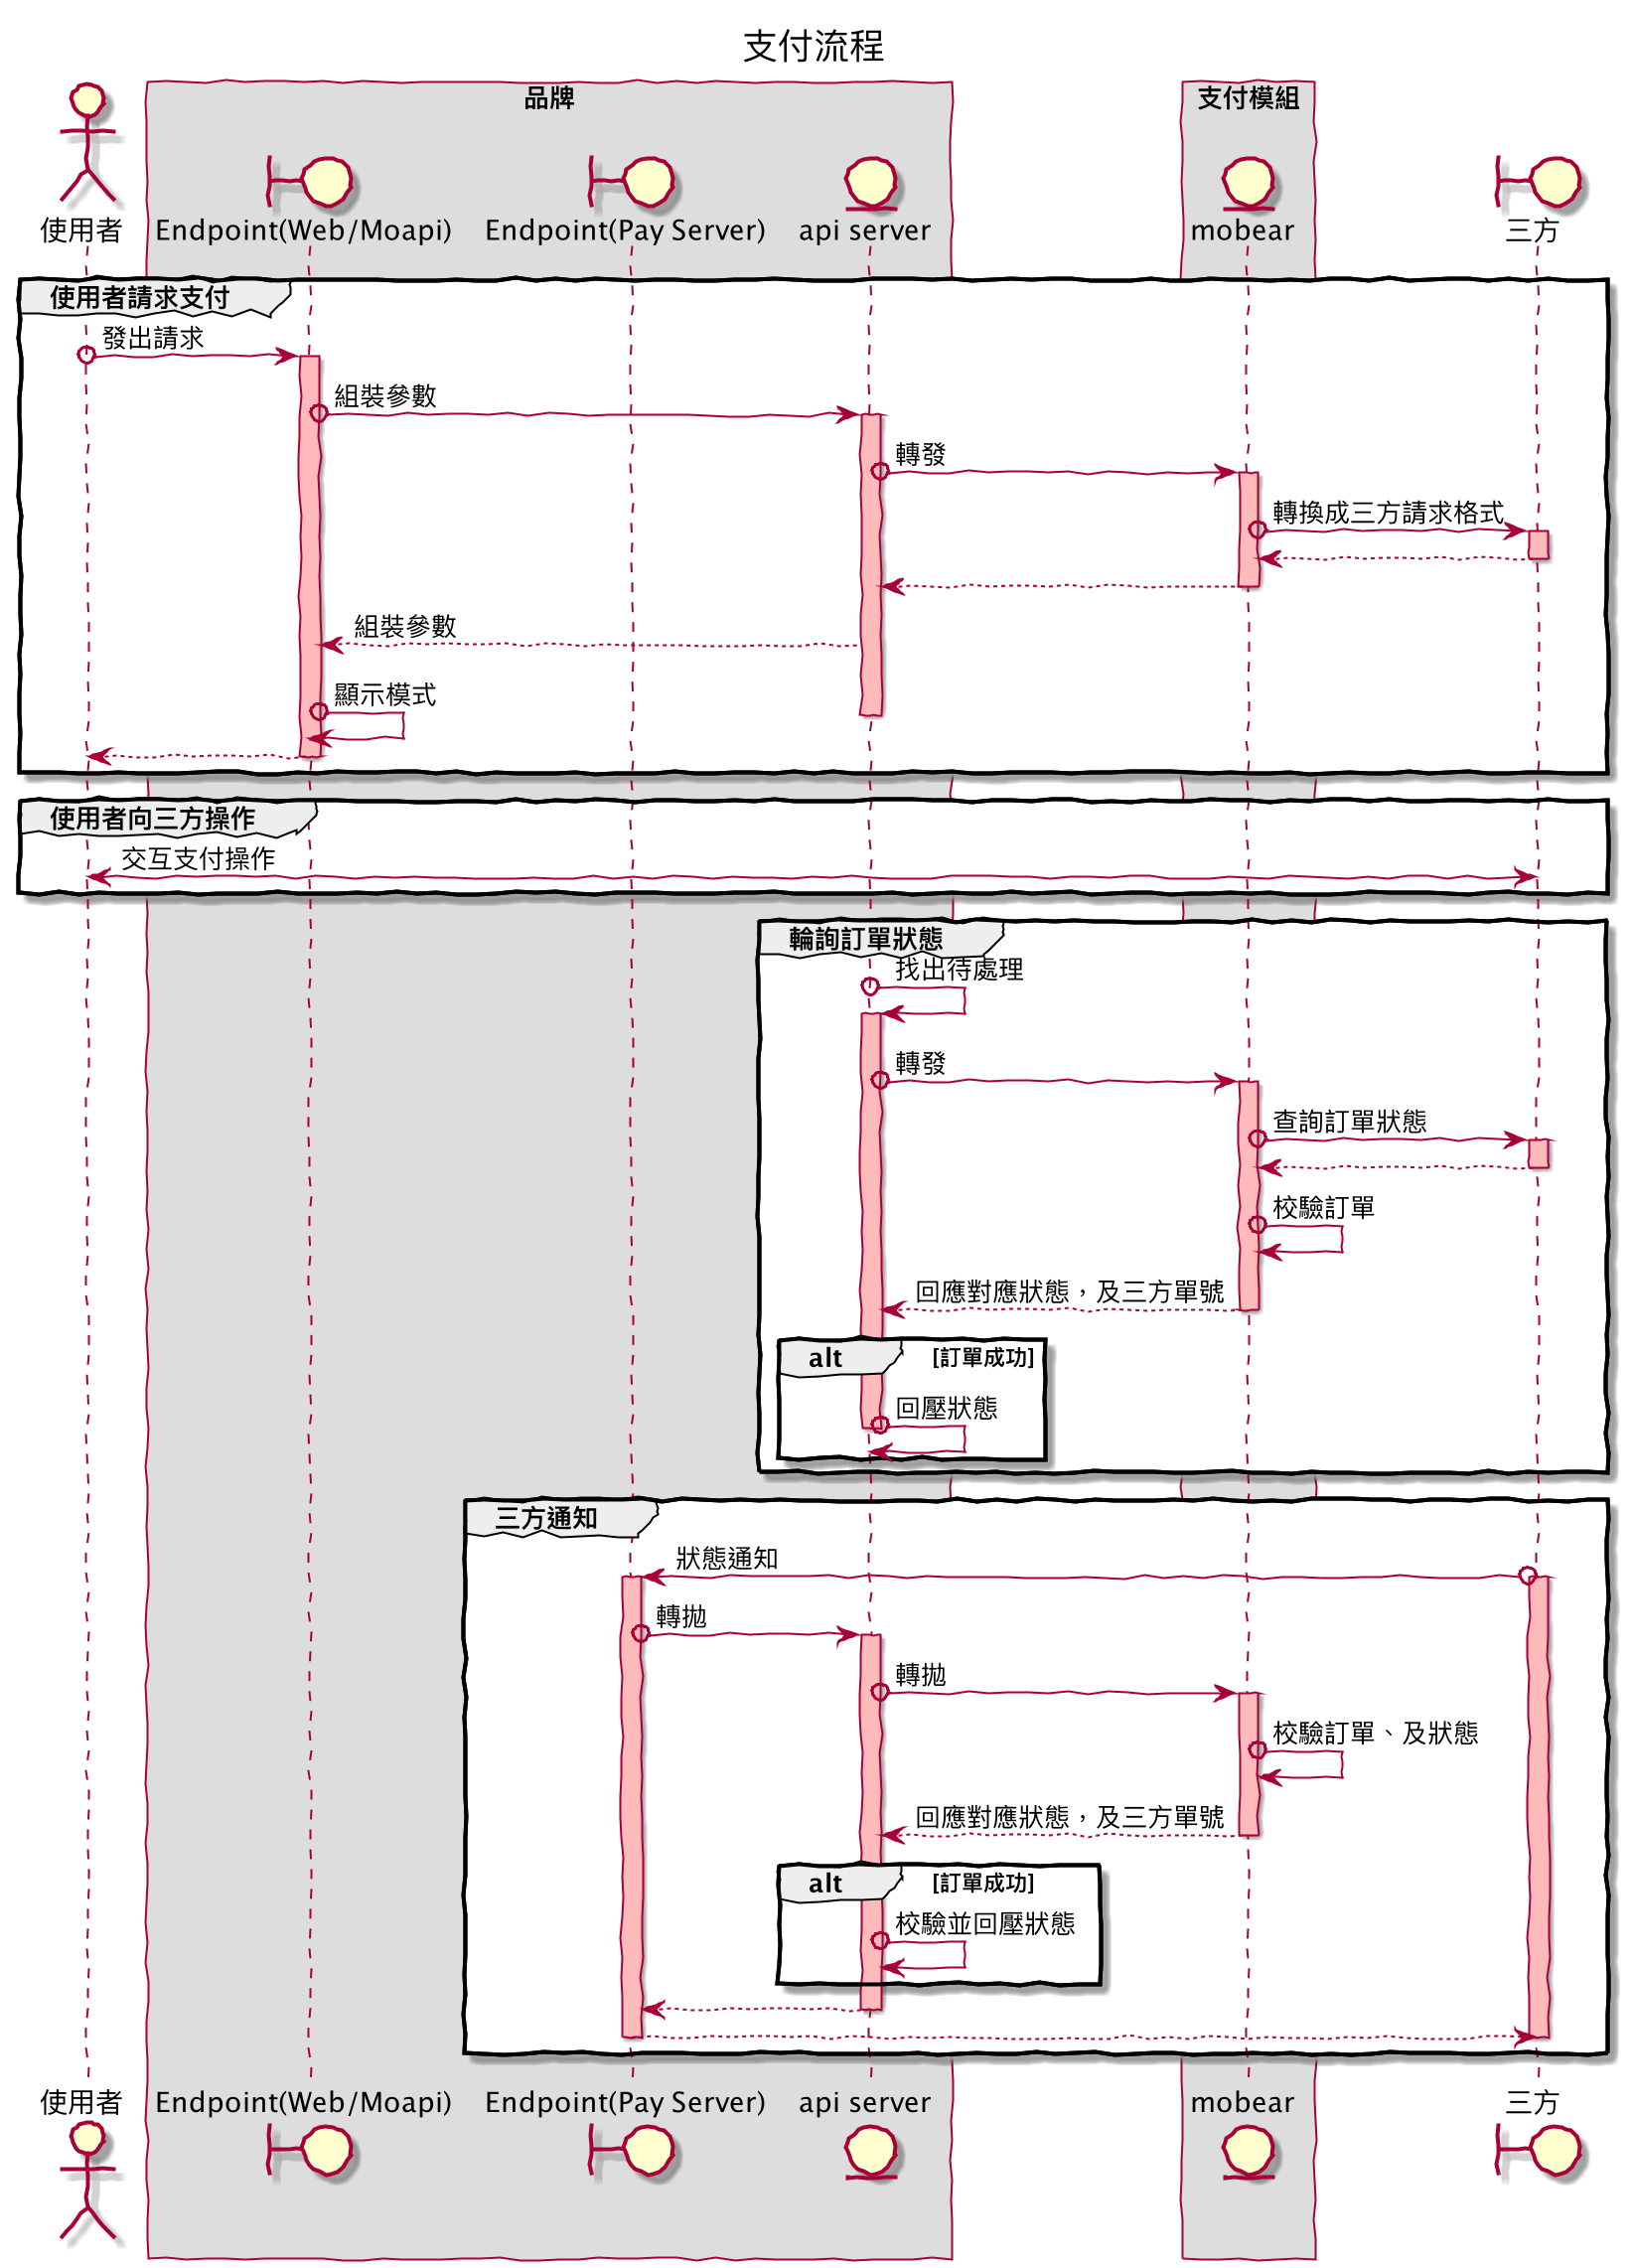 支付流程
品牌
支付模組
使用者
Endpoint(Web/Moapi)
Endpoint(Pay Server)
api server
mobear
三方
使用者請求支付
發出請求
組裝參數
轉發
轉換成三方請求格式
組裝參數
顯示模式
使用者向三方操作
交互支付操作
輪詢訂單狀態
找出待處理
轉發
查詢訂單狀態
校驗訂單
回應對應狀態，及三方單號
alt
[訂單成功]
回壓狀態
三方通知
狀態通知
轉拋
轉拋
校驗訂單、及狀態
回應對應狀態，及三方單號
alt
[訂單成功]
校驗並回壓狀態
使用者
Endpoint(Web/Moapi)
Endpoint(Pay Server)
api server
mobear
三方